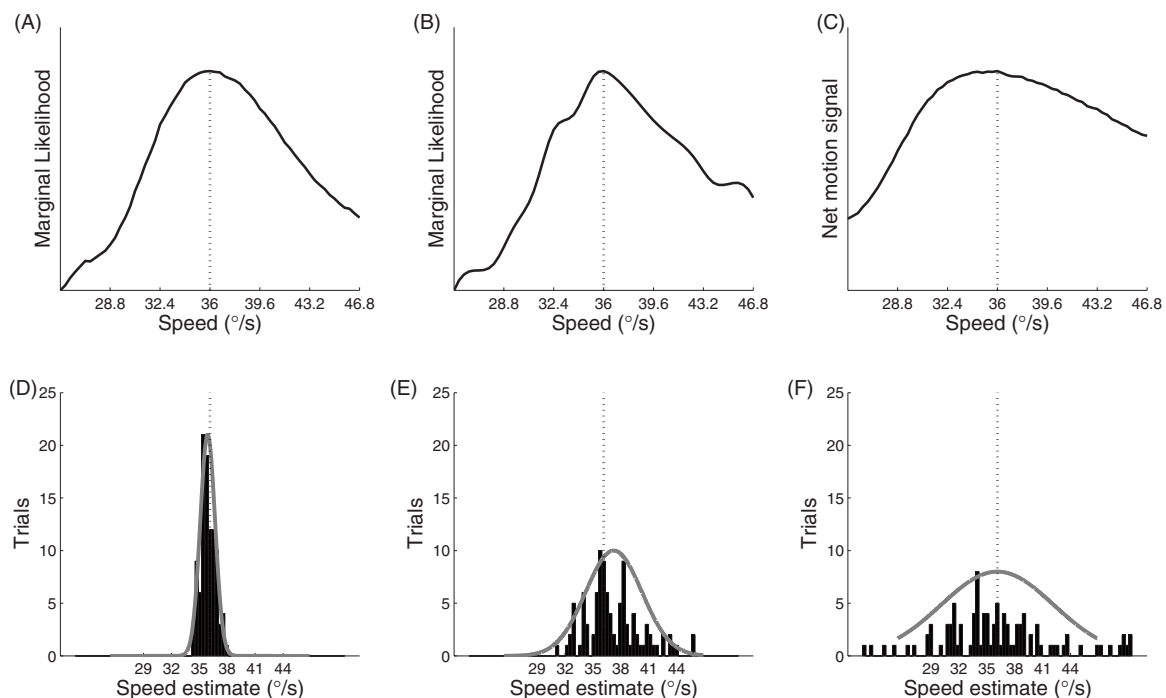 (A)
Marginal Likelihood
28.8 32.4 36 39.6 43.2 46.8
Speed (°/s)
(B)
Marginal Likelihood
28.8 32.4 36 39.6 43.2 46.8
Speed (°/s)
(C)
Net motion signal
28.8 32.4 36 39.6 43.2 46.8
Speed (°/s)
(D)
Trials
25
20
15
10
5
0
29 32 35 38 41 44
Speed estimate (°/s)
(E)
Trials
25
20
15
10
5
0
29 32 35 38 41 44
Speed estimate (°/s)
(F)
Trials
25
20
15
10
5
0
29 32 35 38 41 44
Speed estimate (°/s)